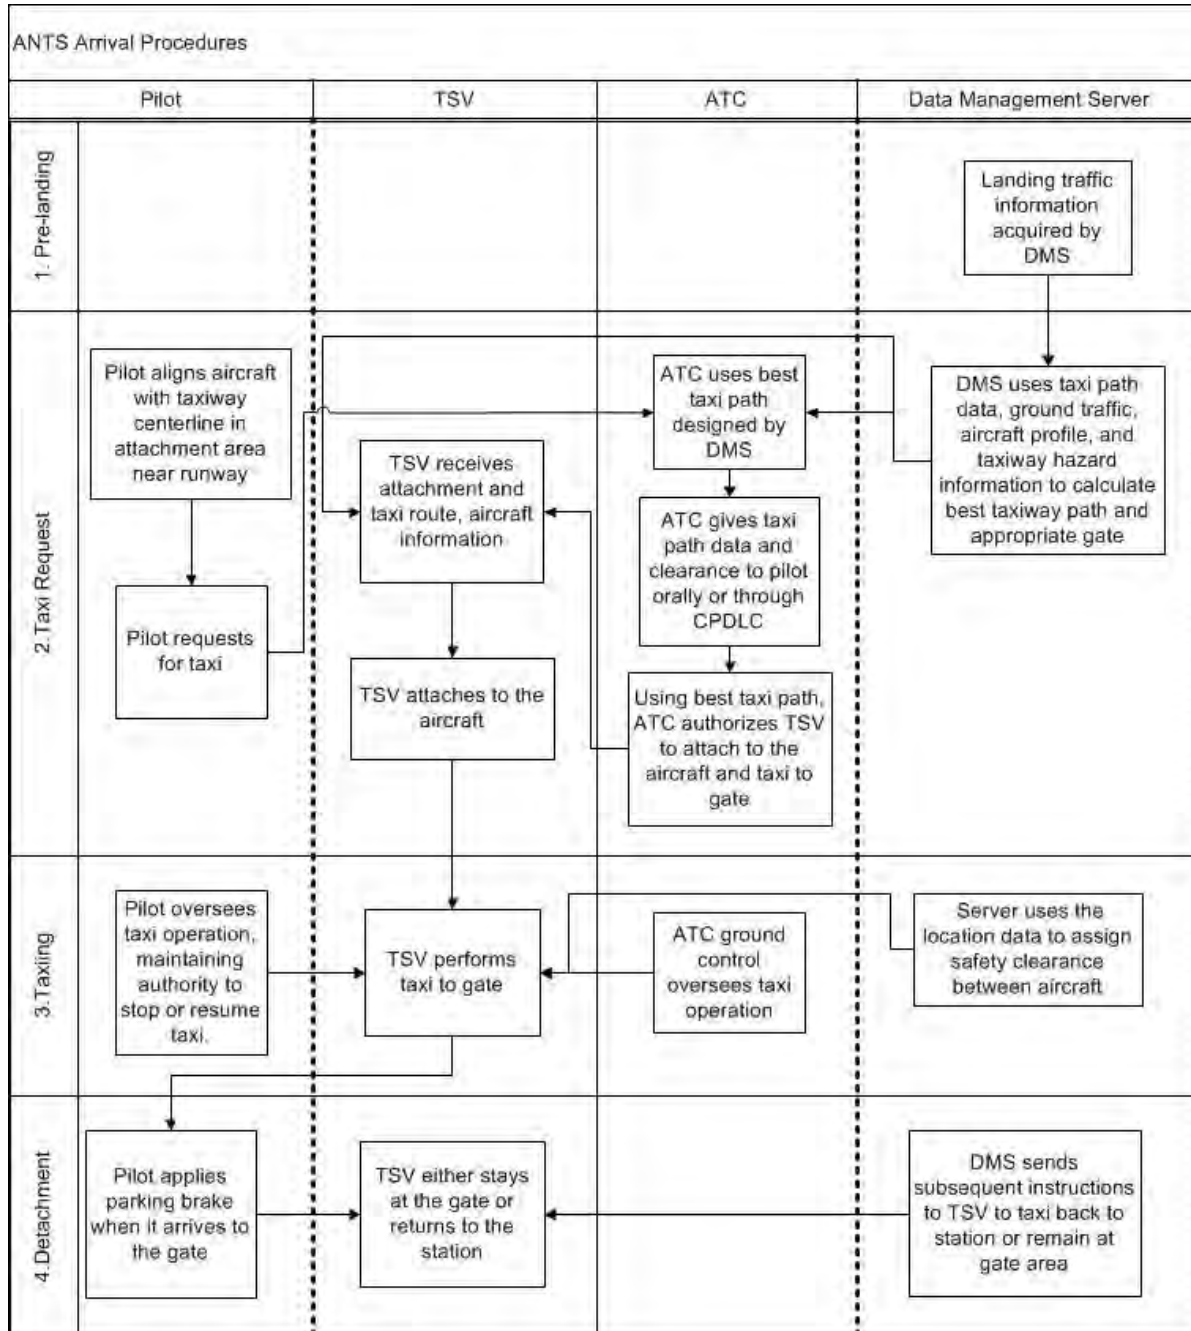 ANTS Arrival Procedures
Pilot
TSV
ATC
Data Management Server
1. Pre-landing
Landing traffic
information
acquired by
DMS
2.Taxi Request
Pilot aligns aircraft
with taxiway
centerline in
attachment area
near runway
Pilot requests
for taxi
TSV receives
attachment and
taxi route, aircraft
information
TSV attaches to the
aircraft
ATC uses best
taxi path
designed by
DMS
ATC gives taxi
path data and
clearance to pilot
orally or through
CPDLC
Using best taxi path,
ATC authorizes TSV
to attach to the
aircraft and taxi to
gate
DMS uses taxi path
data, ground traffic,
aircraft profile, and
taxiway hazard
information to calculate
best taxiway path and
appropriate gate
3.Taxiing
Pilot oversees
taxi operation,
maintaining
authority to
stop or resume
taxi.
TSV performs
taxi to gate
ATC ground
control
oversees taxi
operation
Server uses the
location data to assign
safety clearance
between aircraft
4.Detachment
Pilot applies
parking brake
when it arrives to
the gate
TSV either stays
at the gate or
returns to the
station
DMS sends
subsequent instructions
to TSV to taxi back to
station or remain at
gate area